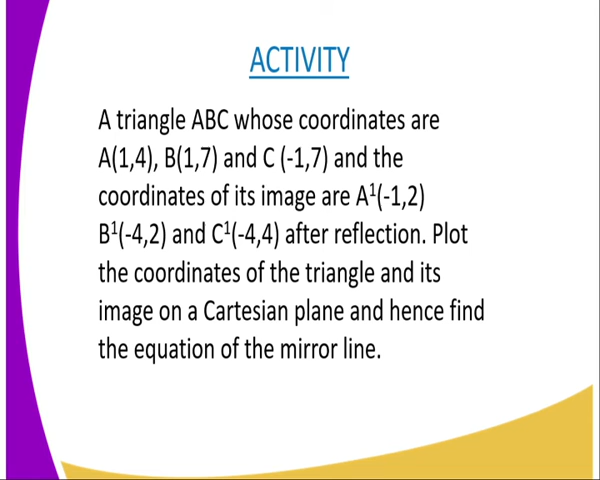 ACTIVITY
A triangle ABC whose coordinates are
A(1,4), B(1,7) and C (-1,7) and the
coordinates of its image are A¹(-1,2)
B¹(-4,2) and C¹(-4,4) after reflection. Plot
the coordinates of the triangle and its
image on a Cartesian plane and hence find
the equation of the mirror line.